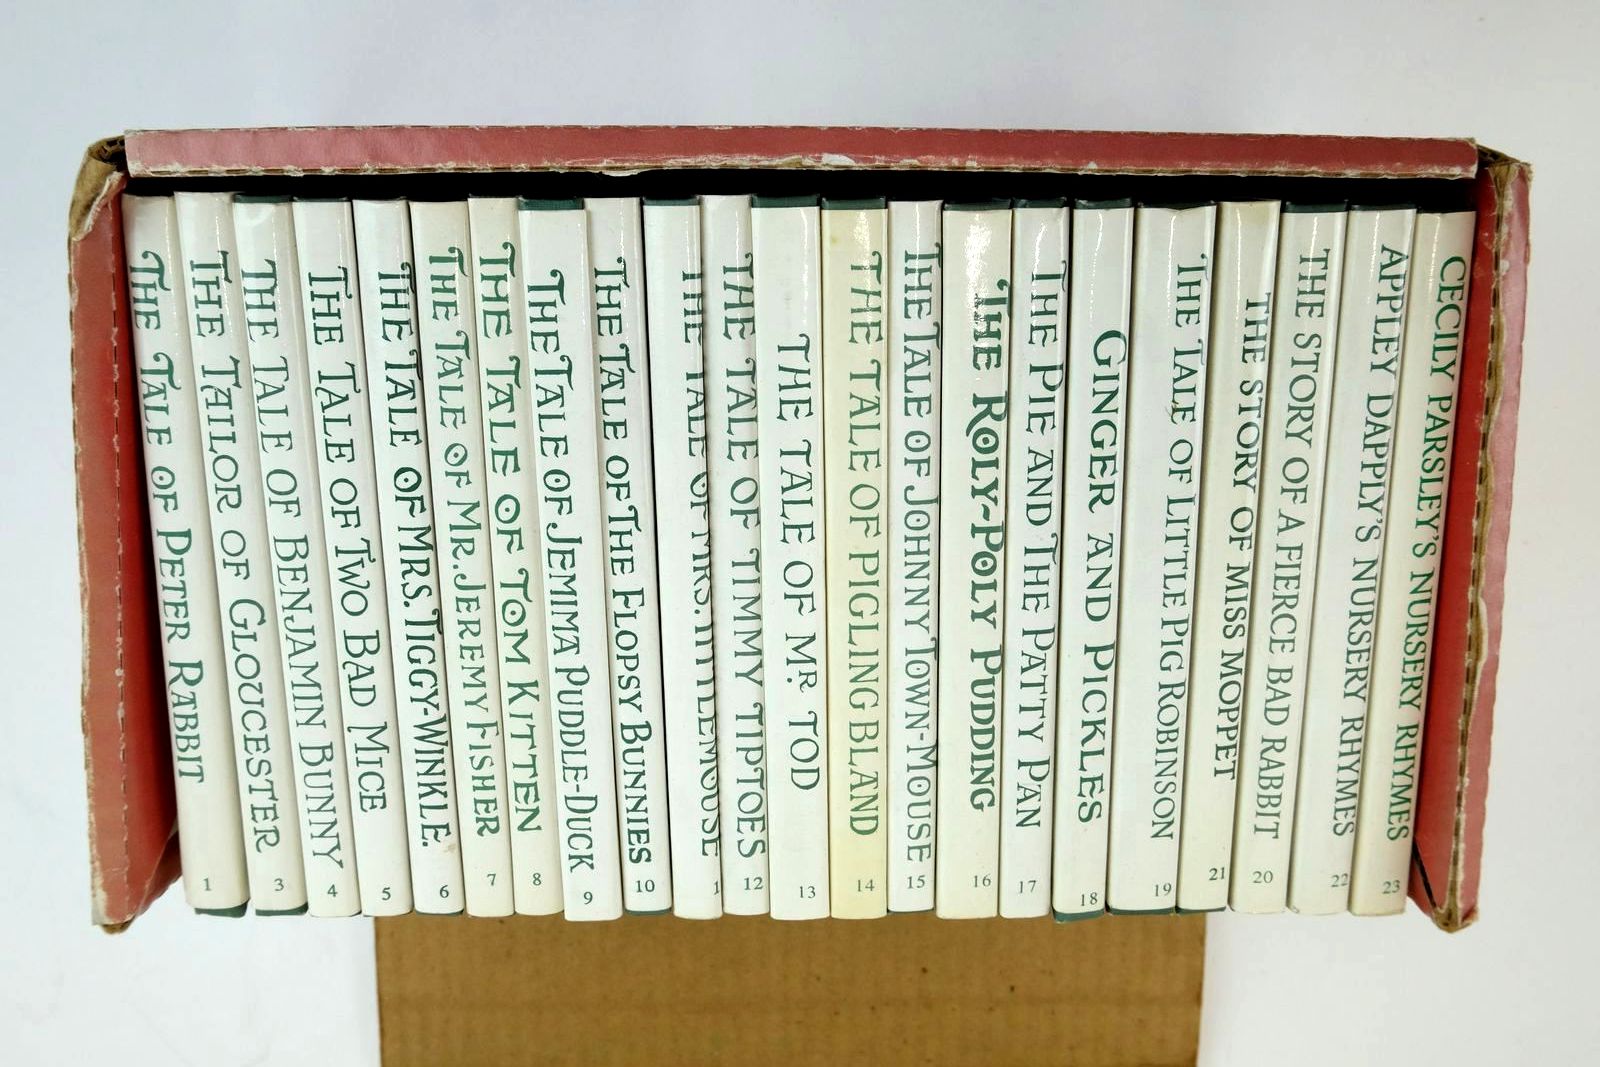 THE TALE OF PETER RABBIT
1
THE TAILOR OF GLOUCESTER
3
THE TALE OF BENJAMIN BUNNY
4
THE TALE OF TWO BAD MICE
5
THE TALE OF MRS. TIGGY-WINKLE.
6
THE TALE OF MR. JEREMY FISHER
7
THE TALE OF TOM KITTEN
8
THE TALE OF JEMIMA PUDDLE-DUCK
9
THE TALE OF THE FLOPSY BUNNIES
10
THE TALE OF MRS. TITTLEMOUSE
1
THE TALE OF TIMMY TIPTOES
12
THE TALE OF MR. TOD
13
THE TALE OF PIGLING BLAND
14
THE TALE OF JOHNNY TOWN-MOUSE
15
THE ROLY-POLY PUDDING
16
THE PIE AND THE PATTY PAN
17
GINGER AND PICKLES
18
THE TALE OF LITTLE PIG ROBINSON
19
THE STORY OF MISS MOPPET
21
THE STORY OF A FIERCE BAD RABBIT
20
APPLEY DAPPLY'S NURSERY RHYMES
22
CECILY PARSLEY'S NURSERY RHYMES
23